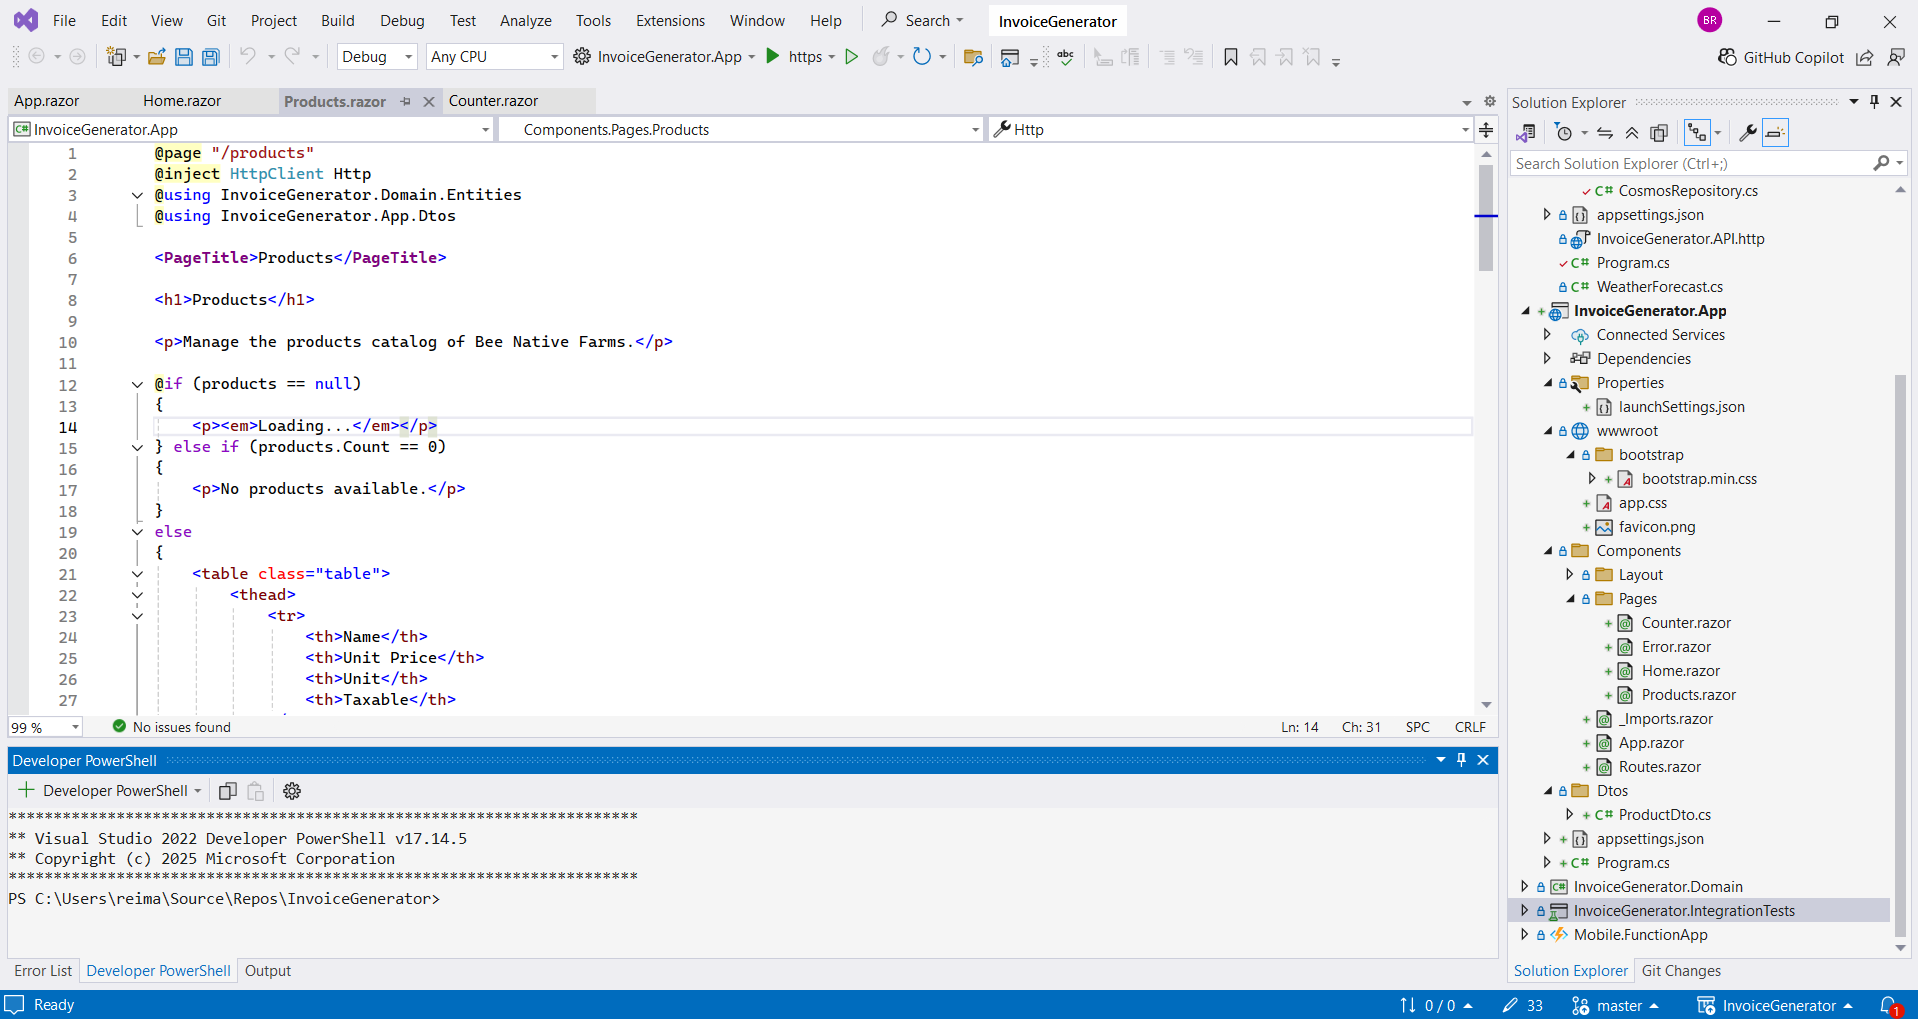 File Edit View Git Project Build Debug Test Analyze Tools Extensions Window Help Search InvoiceGenerator BR
Debug Any CPU InvoiceGenerator.App https abc GitHub Copilot
App.razor Home.razor Products.razor Counter.razor
InvoiceGenerator.App Components.Pages.Products Http
1 @page "/products"
2 @inject HttpClient Http
3 @using InvoiceGenerator.Domain.Entities
4 @using InvoiceGenerator.App.Dtos
5
6 <PageTitle>Products</PageTitle>
7
8 <h1>Products</h1>
9
10 <p>Manage the products catalog of Bee Native Farms.</p>
11
12 @if (products == null)
13 {
14 <p><em>Loading...</em></p>
15 } else if (products.Count == 0)
16 {
17 <p>No products available.</p>
18 }
19 else
20 {
21 <table class="table">
22 <thead>
23 <tr>
24 <th>Name</th>
25 <th>Unit Price</th>
26 <th>Unit</th>
27 <th>Taxable</th>
99 % No issues found Ln: 14 Ch: 31 SPC CRLF
Developer PowerShell
Developer PowerShell
**********************************************************************
** Visual Studio 2022 Developer PowerShell v17.14.5
** Copyright (c) 2025 Microsoft Corporation
**********************************************************************
PS C:\Users\reima\Source\Repos\InvoiceGenerator>
Error List Developer PowerShell Output
Solution Explorer
Search Solution Explorer (Ctrl+;)
C# CosmosRepository.cs
appsettings.json
InvoiceGenerator.API.http
C# Program.cs
C# WeatherForecast.cs
InvoiceGenerator.App
Connected Services
Dependencies
Properties
launchSettings.json
wwwroot
bootstrap
bootstrap.min.css
app.css
favicon.png
Components
Layout
Pages
Counter.razor
Error.razor
Home.razor
Products.razor
_Imports.razor
App.razor
Routes.razor
Dtos
C# ProductDto.cs
appsettings.json
C# Program.cs
InvoiceGenerator.Domain
InvoiceGenerator.IntegrationTests
Mobile.FunctionApp
Solution Explorer Git Changes
Ready 0 / 0 33 master InvoiceGenerator 1